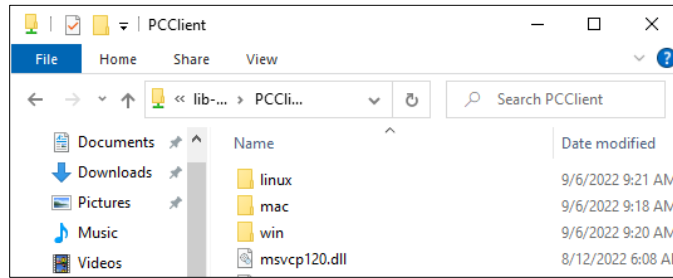 PCClient
File Home Share View
« lib-... > PCCli... Search PCClient
Documents Name Date modified
Downloads linux 9/6/2022 9:21 AM
Pictures mac 9/6/2022 9:18 AM
Music win 9/6/2022 9:20 AM
Videos msvcp120.dll 8/12/2022 6:08 AM